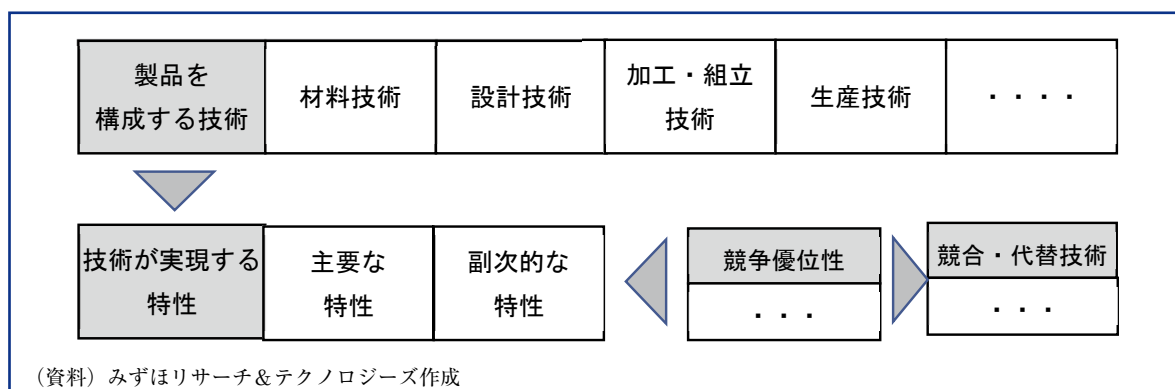 製品を
構成する技術
材料技術
設計技術
加工・組立
技術
生産技術
・・・・
技術が実現する
特性
主要な
特性
副次的な
特性
競争優位性
・・・
競合・代替技術
・・・
（資料）みずほリサーチ＆テクノロジーズ作成